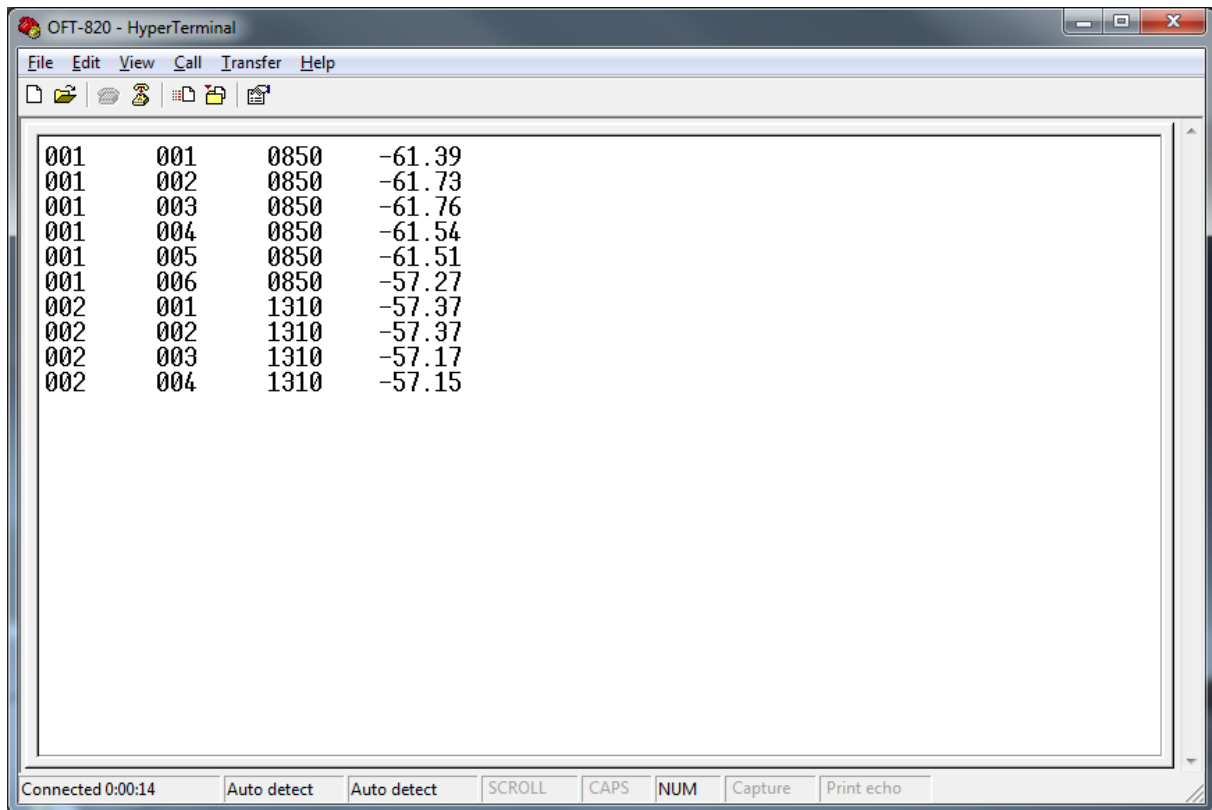 OFT-820 - HyperTerminal
File Edit View Call Transfer Help
001 001 0850 -61.39
001 002 0850 -61.73
001 003 0850 -61.76
001 004 0850 -61.54
001 005 0850 -61.51
001 006 0850 -57.27
002 001 1310 -57.37
002 002 1310 -57.37
002 003 1310 -57.17
002 004 1310 -57.15
Connected 0:00:14 Auto detect Auto detect SCROLL CAPS NUM Capture Print echo